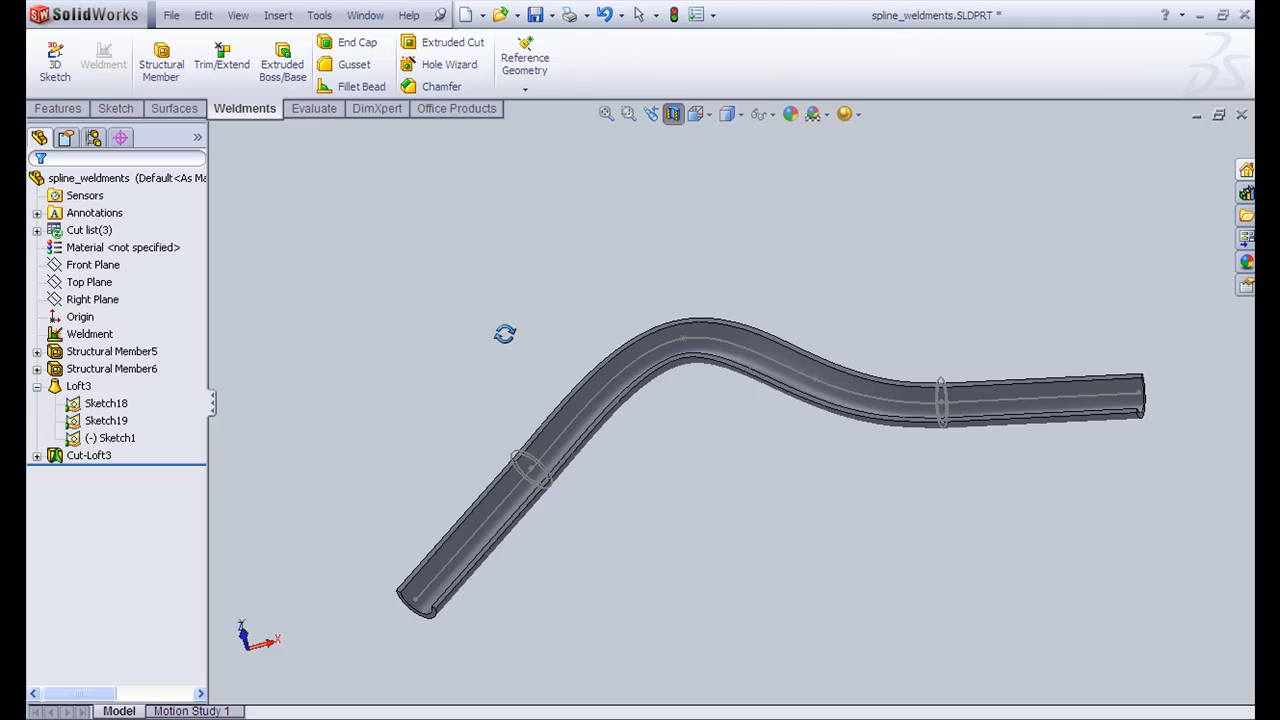 SolidWorks File Edit View Insert Tools Window Help spline_weldments.SLDPRT *
3D Sketch
Weldment
Structural Member
Trim/Extend
Extruded Boss/Base
End Cap
Gusset
Fillet Bead
Extruded Cut
Hole Wizard
Chamfer
Reference Geometry
Features Sketch Surfaces Weldments Evaluate DimXpert Office Products
spline_weldments (Default<As Ma
Sensors
Annotations
Cut list(3)
Material <not specified>
Front Plane
Top Plane
Right Plane
Origin
Weldment
Structural Member5
Structural Member6
Loft3
Sketch18
Sketch19
(-) Sketch1
Cut-Loft3
X
Model Motion Study 1